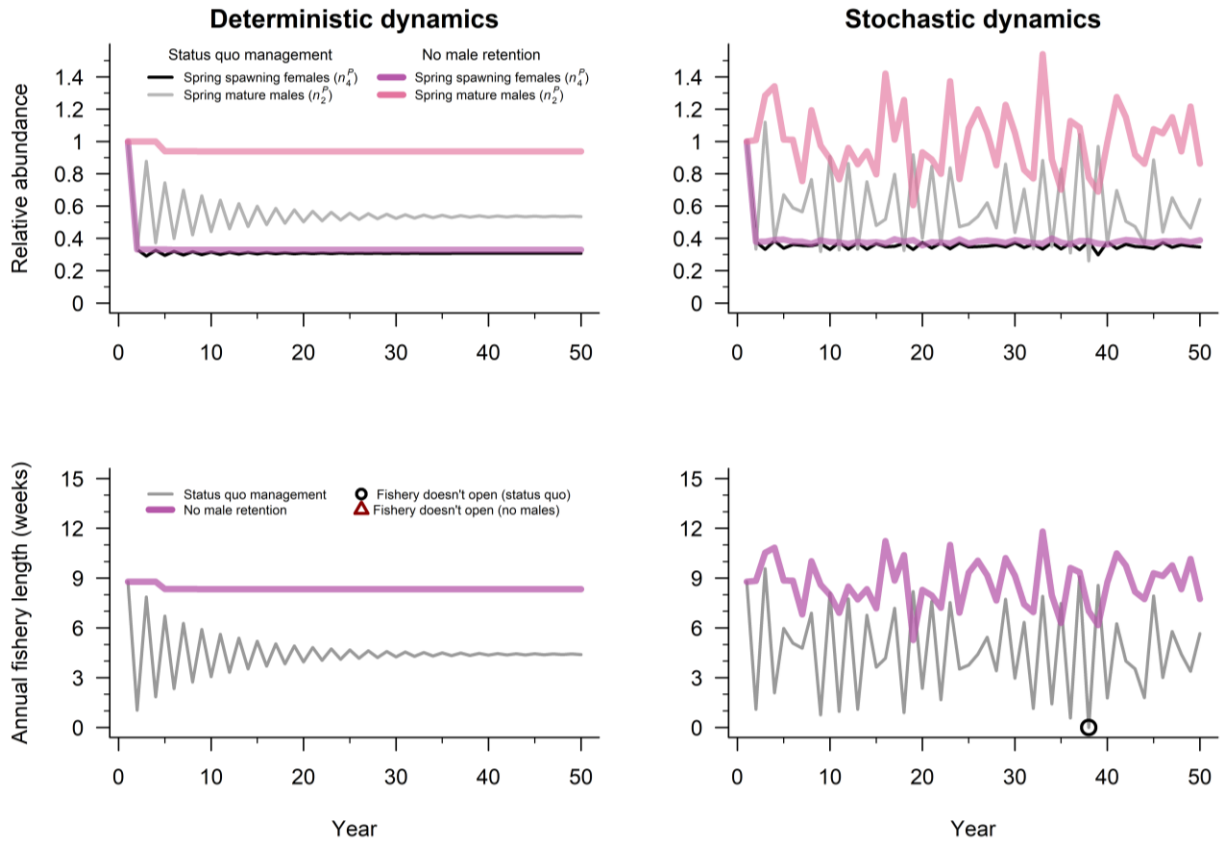 Deterministic dynamics
Stochastic dynamics
Relative abundance
1.4
1.2
1
0.8
0.6
0.4
0.2
0
Status quo management
No male retention
Spring spawning females (n₄ᴾ)
Spring mature males (n₂ᴾ)
Spring spawning females (n₄ᴾ)
Spring mature males (n₂ᴾ)
0 10 20 30 40 50
1.4
1.2
1
0.8
0.6
0.4
0.2
0
0 10 20 30 40 50
Annual fishery length (weeks)
15
12
9
6
3
0
Status quo management
No male retention
Fishery doesn't open (status quo)
Fishery doesn't open (no males)
0 10 20 30 40 50
Year
15
12
9
6
3
0
0 10 20 30 40 50
Year